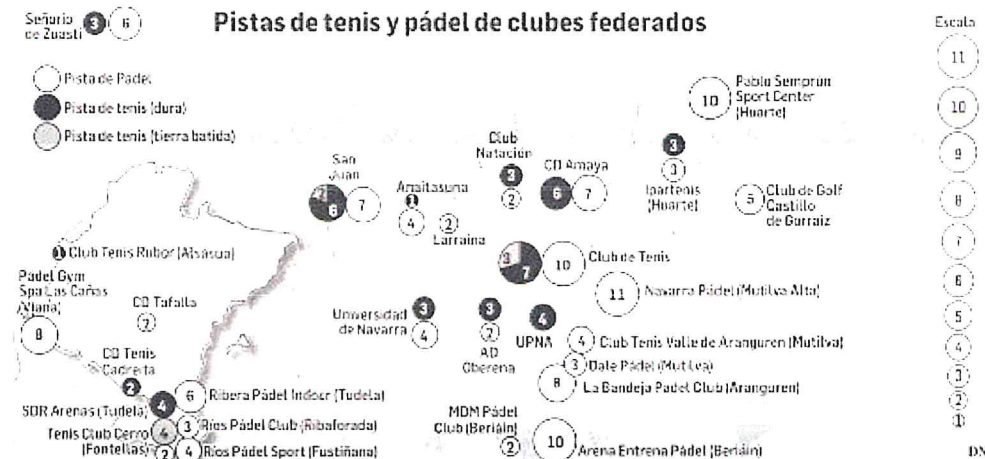 Pistas de tenis y pádel de clubes federados
Señorío
de Zuasti
3
6
Pista de Padel
Pista de tenis (dura)
Pista de tenis (tierra batida)
Escala
11
10
9
8
7
6
5
4
3
2
1
Pablo Semprún
Sport Center
(Huarte)
10
San
Juan
2
6
7
Anaitasuna
1
4
2
Larraina
Club
Natación
3
2
CD Amaya
6
7
3
3
Ipartenis
(Huarte)
5
Club de Golf
Castillo
de Gorraiz
3
7
10
Club de Tenis
11
Navarra Pádel (Mutilva Alta)
1
Club Tenis Rubor (Alsasua)
Padel Gym
Spa Las Cañas
(Viana)
8
CD Tafalla
2
Universidad
de Navarra
3
4
3
2
AD
Oberena
4
UPNA
4
Club Tenis Valle de Aranguren (Mutilva)
3
Dale Pádel (Mutilva)
8
La Bandeja Padel Club (Aranguren)
CD Tenis
Cadreita
2
SDR Arenas (Tudela)
4
6
Ribera Pádel Indoor (Tudela)
Tenis Club Cerro
(Fontellas)
4
2
3
Ríos Pádel Club (Ribaforada)
4
Ríos Pádel Sport (Fustiñana)
MDM Pádel
Club (Beriáin)
2
10
Arena Entrena Pádel (Beriáin)
DN